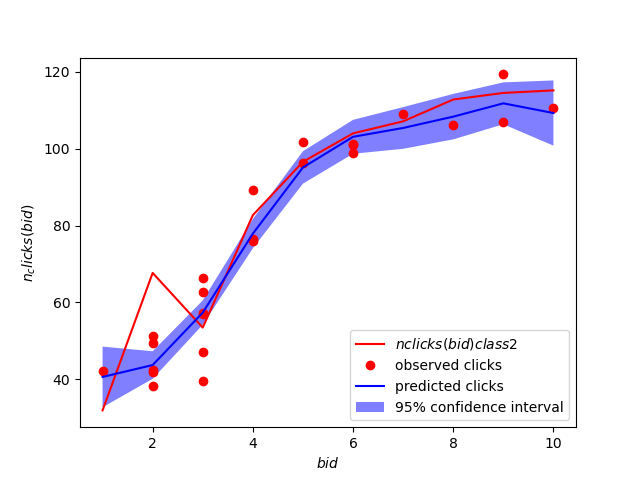 120
100
80
60
40
n_clicks(bid)
nclicks(bid)class2
observed clicks
predicted clicks
95% confidence interval
2
4
6
8
10
bid